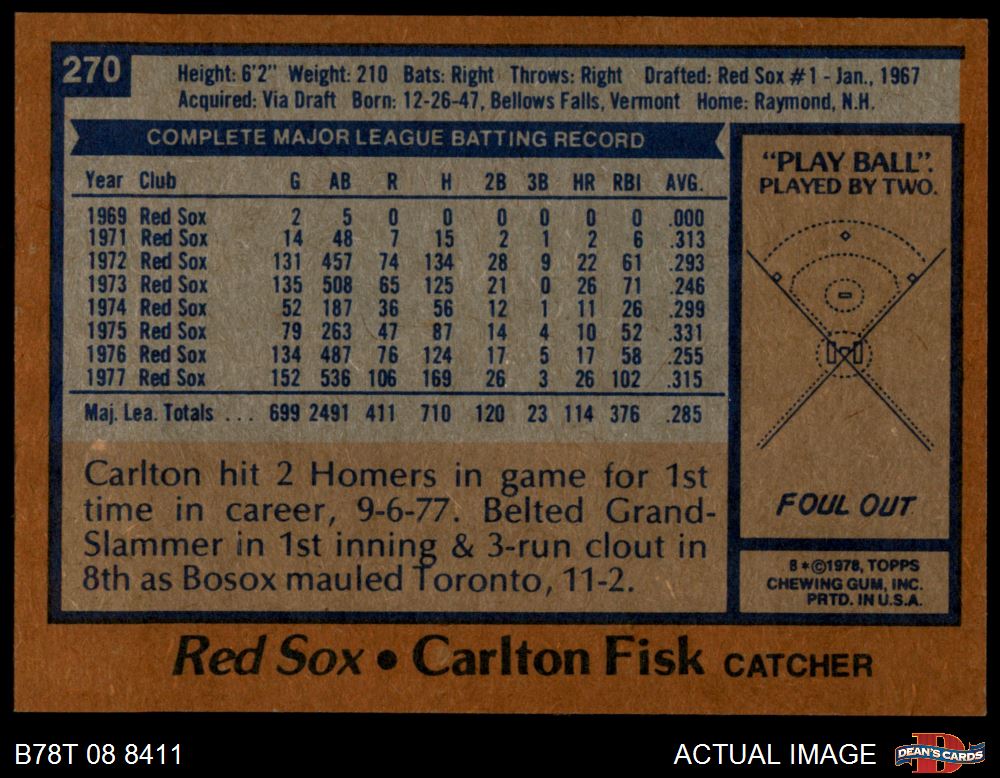 270
Height: 6'2" Weight: 210 Bats: Right Throws: Right Drafted: Red Sox #1 - Jan., 1967
Acquired: Via Draft Born: 12-26-47, Bellows Falls, Vermont Home: Raymond, N.H.
COMPLETE MAJOR LEAGUE BATTING RECORD
Year Club G AB R H 2B 3B HR RBI AVG.
1969 Red Sox 2 5 0 0 0 0 0 0 .000
1971 Red Sox 14 48 7 15 2 1 2 6 .313
1972 Red Sox 131 457 74 134 28 9 22 61 .293
1973 Red Sox 135 508 65 125 21 0 26 71 .246
1974 Red Sox 52 187 36 56 12 1 11 26 .299
1975 Red Sox 79 263 47 87 14 4 10 52 .331
1976 Red Sox 134 487 76 124 17 5 17 58 .255
1977 Red Sox 152 536 106 169 26 3 26 102 .315
Maj. Lea. Totals ... 699 2491 411 710 120 23 114 376 .285
Carlton hit 2 Homers in game for 1st
time in career, 9-6-77. Belted Grand-
Slammer in 1st inning & 3-run clout in
8th as Bosox mauled Toronto, 11-2.
"PLAY BALL".
PLAYED BY TWO.
FOUL OUT
8*©1978, TOPPS
CHEWING GUM, INC.
PRTD. IN U.S.A.
Red Sox • Carlton Fisk CATCHER
B78T 08 8411
ACTUAL IMAGE
D
DEAN'S CARDS